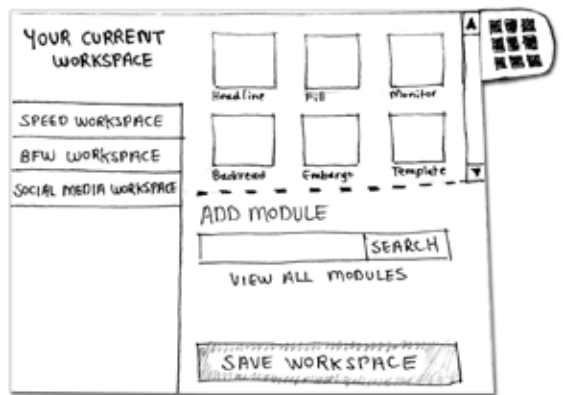 YOUR CURRENT
WORKSPACE
SPEED WORKSPACE
BFW WORKSPACE
SOCIAL MEDIA WORKSPACE
Headline Fill Monitor
Backread Embargo Template
ADD MODULE
SEARCH
VIEW ALL MODULES
SAVE WORKSPACE